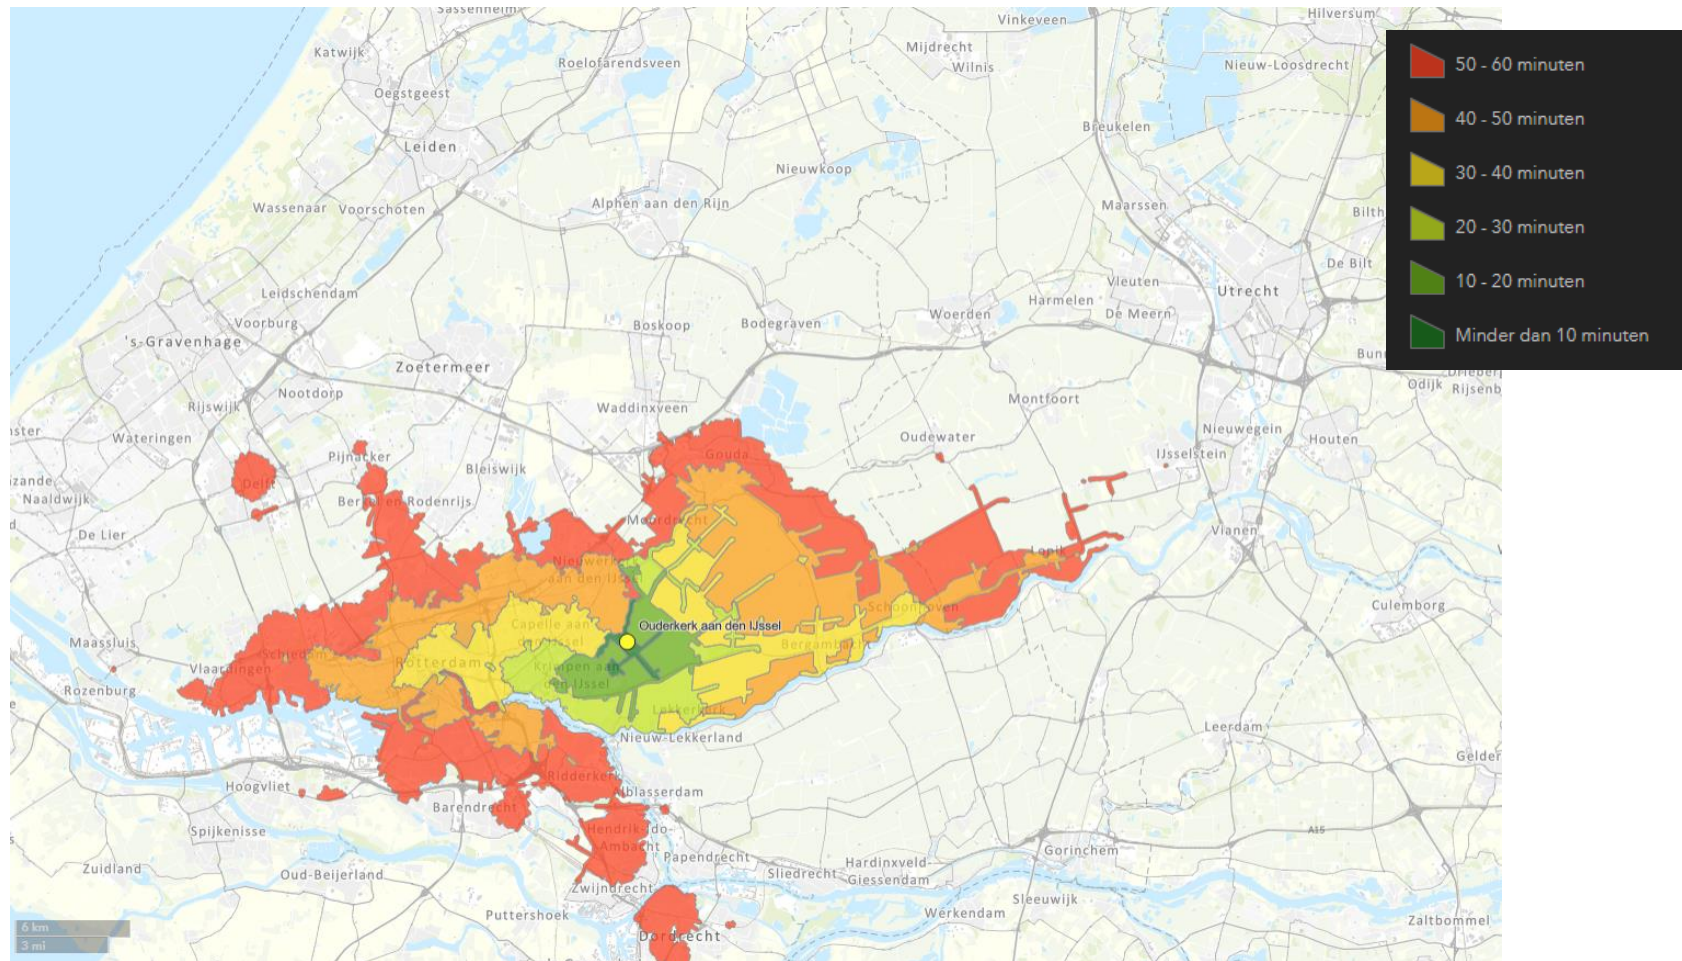 Sassenheim
Vinkeveen
Hilversum
Katwijk
Mijdrecht
Wilnis
Roelofarendsveen
Nieuw-Loosdrecht
50 - 60 minuten
Oegstgeest
40 - 50 minuten
Breukelen
Leiden
Nieuwkoop
30 - 40 minuten
Wassenaar
Voorschoten
Alphen aan den Rijn
Maarssen
Bilth
20 - 30 minuten
De Bilt
Leidschendam
Vleuten
Utrecht
10 - 20 minuten
Harmelen
De Meern
Voorburg
Boskoop
Bodegraven
Woerden
's-Gravenhage
Minder dan 10 minuten
Bunn
Zoetermeer
Drieber
Odijk
Rijsenb
Nootdorp
Rijswijk
Waddinxveen
Montfoort
nster
Wateringen
Oudewater
Nieuwegein
Houten
Pijnacker
Gouda
IJsselstein
Bleiswijk
zande
Delft
Naaldwijk
Berkel en Rodenrijs
De Lier
Moordrecht
Vianen
Nieuwerkerk
aan den IJssel
Lopik
Schoonhoven
Culemborg
Capelle aan
den IJssel
Ouderkerk aan den IJssel
Maassluis
Bergambacht
Schiedam
Rotterdam
Vlaardingen
Krimpen aan
den IJssel
Rozenburg
Lekkerkerk
Leerdam
Nieuw-Lekkerland
Gelder
Ridderkerk
Hoogvliet
Alblasserdam
Barendrecht
Spijkenisse
Hendrik-Ido-
Ambacht
A15
Papendrecht
Hardinxveld-
Giessendam
Gorinchem
Zuidland
Oud-Beijerland
Sliedrecht
Zwijndrecht
Sleeuwijk
Puttershoek
Werkendam
Zaltbommel
6 km
Dordrecht
3 mi